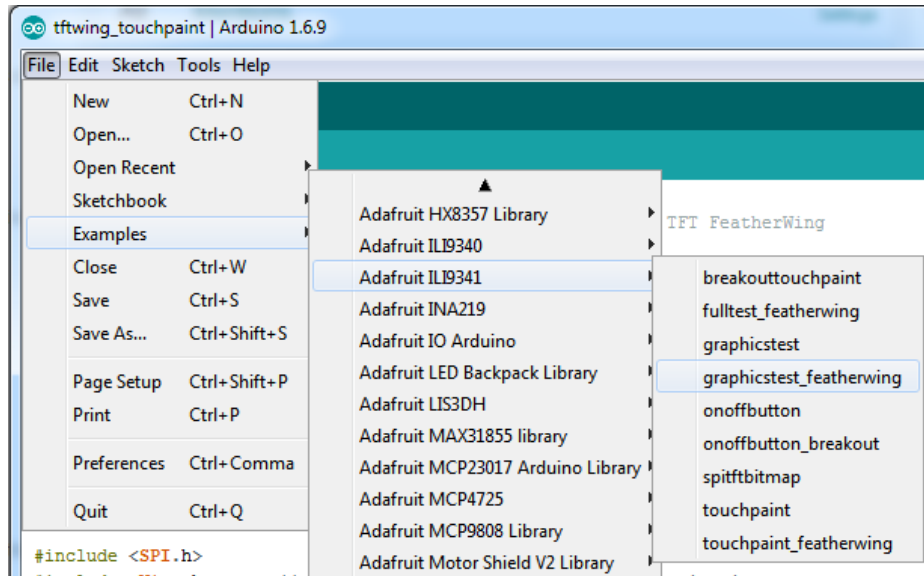 tftwing_touchpaint | Arduino 1.6.9
File Edit Sketch Tools Help
New Ctrl+N
Open... Ctrl+O
Open Recent
Sketchbook
Examples
Close Ctrl+W
Save Ctrl+S
Save As... Ctrl+Shift+S
Page Setup Ctrl+Shift+P
Print Ctrl+P
Preferences Ctrl+Comma
Quit Ctrl+Q
Adafruit HX8357 Library
Adafruit ILI9340
Adafruit ILI9341
Adafruit INA219
Adafruit IO Arduino
Adafruit LED Backpack Library
Adafruit LIS3DH
Adafruit MAX31855 library
Adafruit MCP23017 Arduino Library
Adafruit MCP4725
Adafruit MCP9808 Library
Adafruit Motor Shield V2 Library
TFT FeatherWing
breakouttouchpaint
fulltest_featherwing
graphicstest
graphicstest_featherwing
onoffbutton
onoffbutton_breakout
spitftbitmap
touchpaint
touchpaint_featherwing
#include <SPI.h>